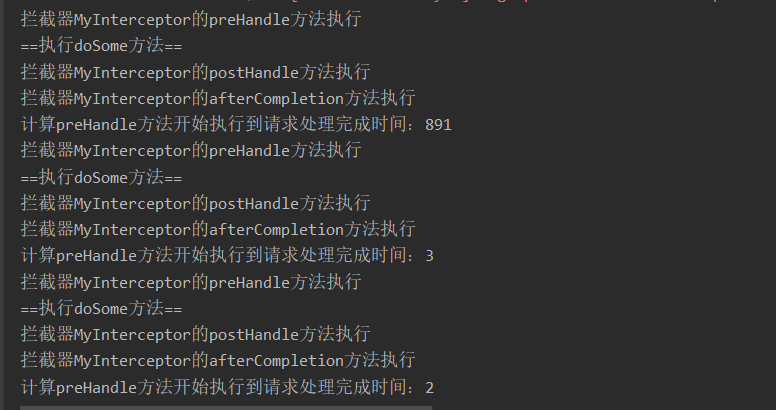 拦截器MyInterceptor的preHandle方法执行
==执行doSome方法==
拦截器MyInterceptor的postHandle方法执行
拦截器MyInterceptor的afterCompletion方法执行
计算preHandle方法开始执行到请求处理完成时间：891
拦截器MyInterceptor的preHandle方法执行
==执行doSome方法==
拦截器MyInterceptor的postHandle方法执行
拦截器MyInterceptor的afterCompletion方法执行
计算preHandle方法开始执行到请求处理完成时间：3
拦截器MyInterceptor的preHandle方法执行
==执行doSome方法==
拦截器MyInterceptor的postHandle方法执行
拦截器MyInterceptor的afterCompletion方法执行
计算preHandle方法开始执行到请求处理完成时间：2